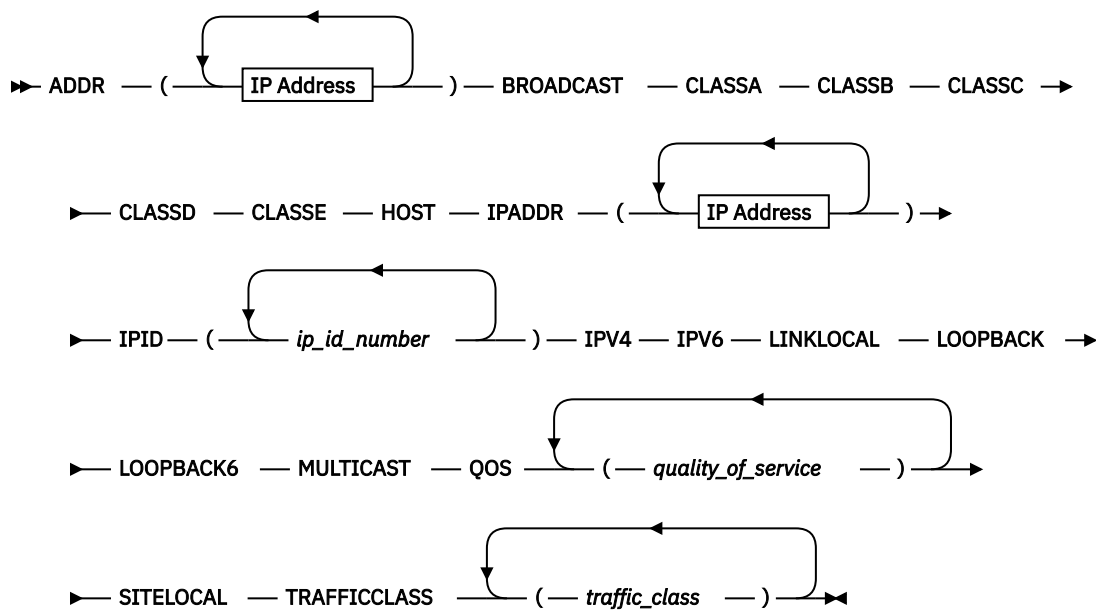 ADDR ( IP Address ) BROADCAST CLASSA CLASSB CLASSC
CLASSD CLASSE HOST IPADDR ( IP Address )
IPID ( ip_id_number ) IPV4 IPV6 LINKLOCAL LOOPBACK
LOOPBACK6 MULTICAST QOS ( quality_of_service )
SITELOCAL TRAFFICCLASS ( traffic_class )